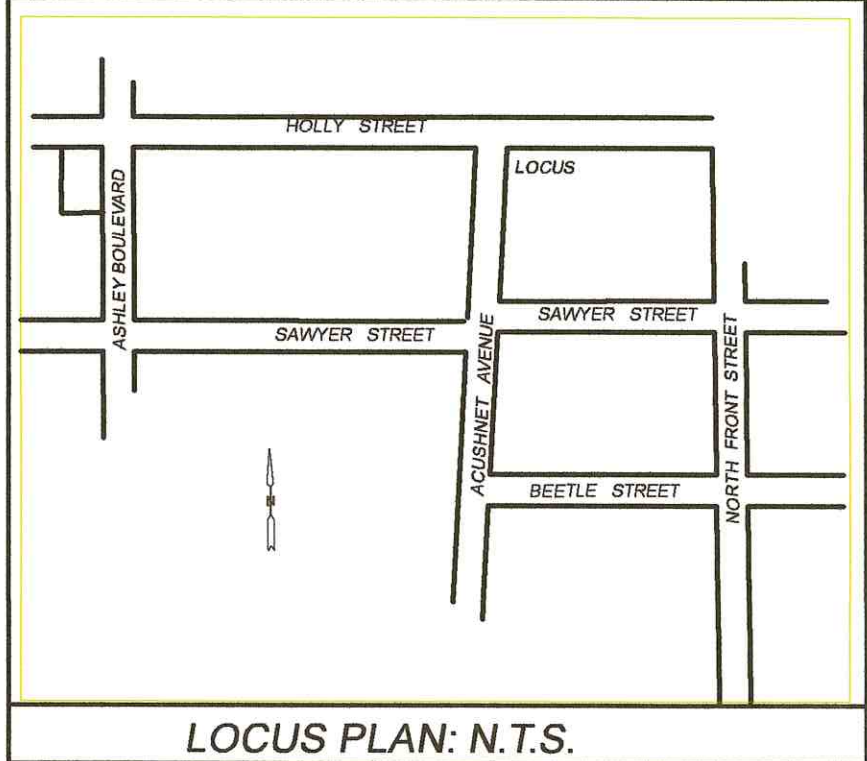 HOLLY STREET
LOCUS
ASHLEY BOULEVARD
SAWYER STREET
SAWYER STREET
ACUSHNET AVENUE
NORTH FRONT STREET
BEETLE STREET
LOCUS PLAN: N.T.S.